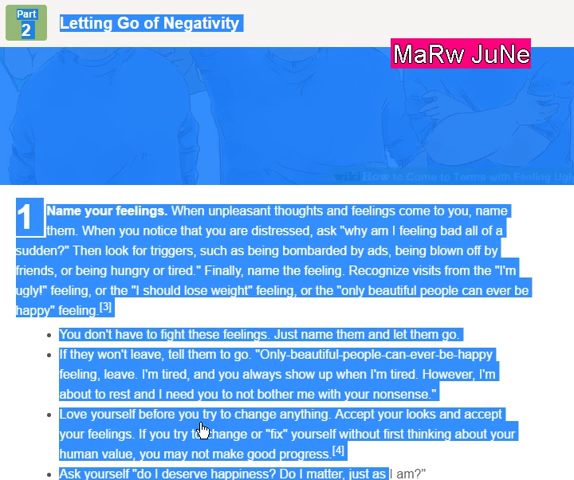 Part
2
Letting Go of Negativity
MaRw JuNe
wikiHow to Come to Terms with Feeling Ugly
1
Name your feelings. When unpleasant thoughts and feelings come to you, name
them. When you notice that you are distressed, ask "why am I feeling bad all of a
sudden?" Then look for triggers, such as being bombarded by ads, being blown off by
friends, or being hungry or tired." Finally, name the feeling. Recognize visits from the "I'm
ugly!" feeling, or the "I should lose weight" feeling, or the "only beautiful people can ever be
happy" feeling.[3]
• You don't have to fight these feelings. Just name them and let them go.
• If they won't leave, tell them to go. "Only-beautiful-people-can-ever-be-happy
feeling, leave. I'm tired, and you always show up when I'm tired. However, I'm
about to rest and I need you to not bother me with your nonsense."
• Love yourself before you try to change anything. Accept your looks and accept
your feelings. If you try to change or "fix" yourself without first thinking about your
human value, you may not make good progress.[4]
• Ask yourself "do I deserve happiness? Do I matter, just as I am?"